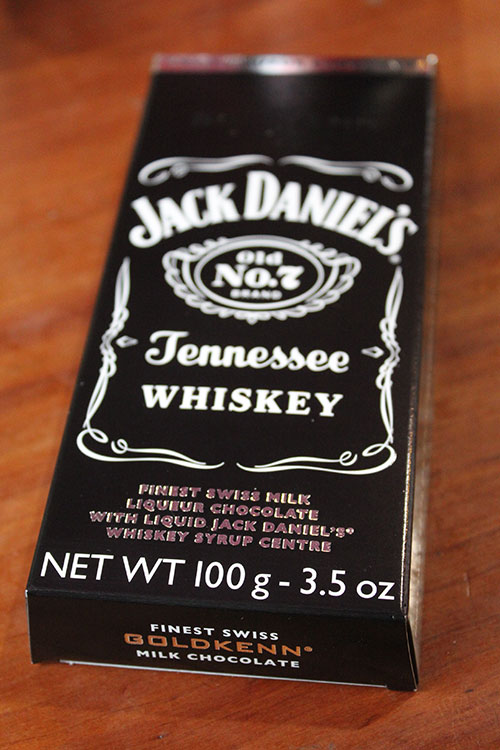 JACK DANIEL'S®
Old
No.7
BRAND
Tennessee
WHISKEY
FINEST SWISS MILK
LIQUEUR CHOCOLATE
WITH LIQUID JACK DANIEL'S®
WHISKEY SYRUP CENTRE
NET WT 100 g - 3.5 oz
FINEST SWISS
GOLDKENN®
MILK CHOCOLATE